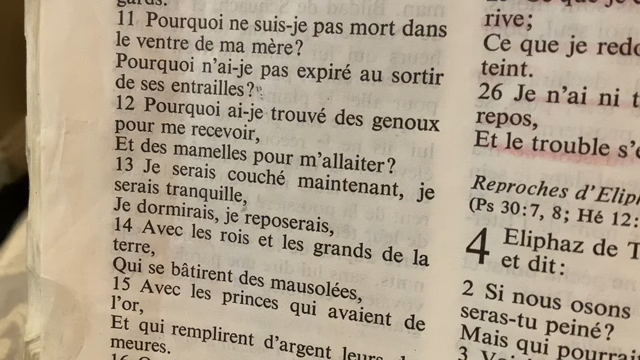 11 Pourquoi ne suis-je pas mort dans
le ventre de ma mère?
Pourquoi n'ai-je pas expiré au sortir
de ses entrailles?
12 Pourquoi ai-je trouvé des genoux
pour me recevoir,
Et des mamelles pour m'allaiter?
13 Je serais couché maintenant, je
serais tranquille,
Je dormirais, je reposerais,
14 Avec les rois et les grands de la
terre,
Qui se bâtirent des mausolées,
15 Avec les princes qui avaient de
l'or,
Et qui remplirent d'argent leurs
meures.
rive;
Ce que je
teint.
26 Je n'ai ni
repos,
Et le trouble
Reproches
(Ps 30:7, 8; Hé 12:
4 Eliphaz de
et dit:
2 Si nous osons
seras-tu peiné?
Mais
3